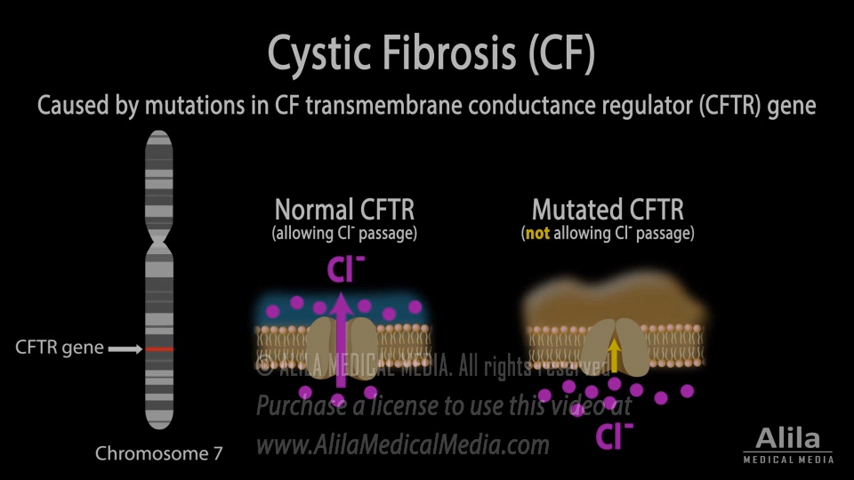 Cystic Fibrosis (CF)
Caused by mutations in CF transmembrane conductance regulator (CFTR) gene
Normal CFTR
(allowing Cl⁻ passage)
Mutated CFTR
(not allowing Cl⁻ passage)
Cl⁻
CFTR gene
© ALILA MEDICAL MEDIA. All rights reserved.
Purchase a license to use this video at
www.AlilaMedicalMedia.com
Cl⁻
Chromosome 7
Alila
MEDICAL MEDIA